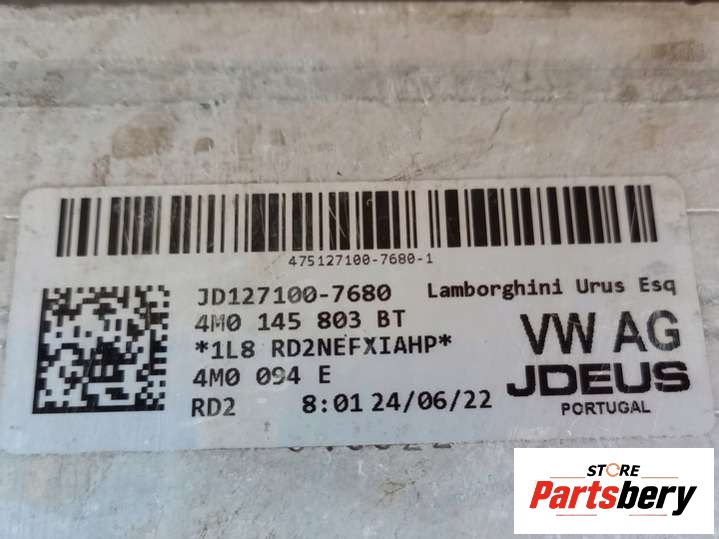 475127100-7680-1
JD127100-7680 Lamborghini Urus Esq
4M0 145 803 BT
*1L8 RD2NEFXIAHP*
4M0 094 E
RD2 8:01 24/06/22
VW AG
JDEUS
PORTUGAL
STORE
Partsbery